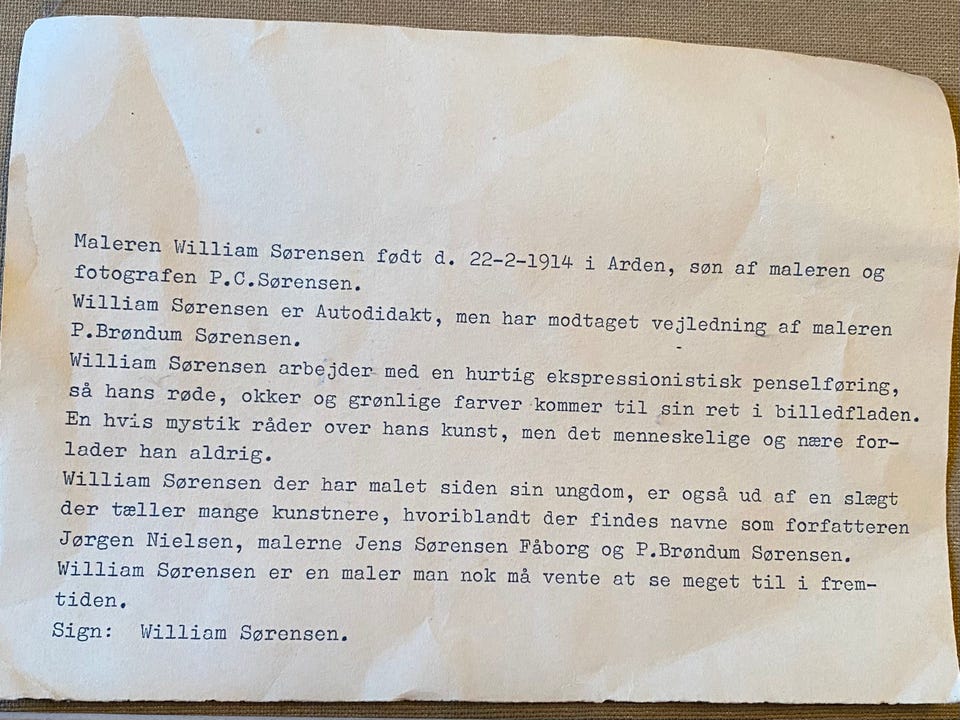 Maleren William Sørensen født d. 22-2-1914 i Arden, søn af maleren og
fotografen P.C.Sørensen.
William Sørensen er Autodidakt, men har modtaget vejledning af maleren
P.Brøndum Sørensen.
William Sørensen arbejder med en hurtig ekspressionistisk penselføring,
så hans røde, okker og grønlige farver kommer til sin ret i billedfladen.
En hvis mystik råder over hans kunst, men det menneskelige og nære for-
lader han aldrig.
William Sørensen der har malet siden sin ungdom, er også ud af en slægt
der tæller mange kunstnere, hvoriblandt der findes navne som forfatteren
Jørgen Nielsen, malerne Jens Sørensen Fåborg og P.Brøndum Sørensen.
William Sørensen er en maler man nok må vente at se meget til i frem-
tiden.
Sign: William Sørensen.